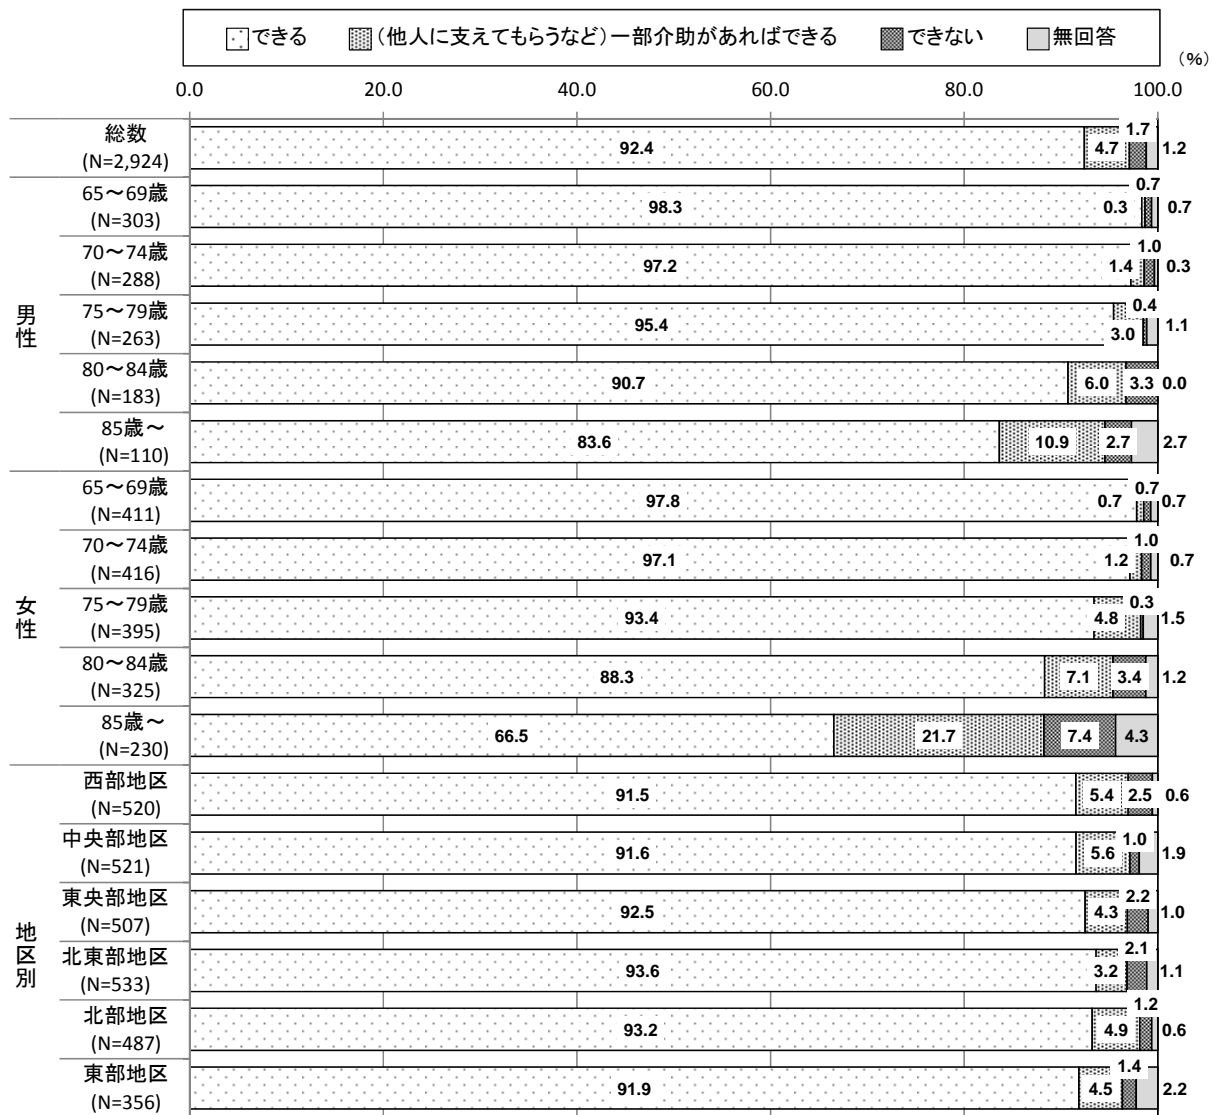 できる (他人に支えてもらうなど)一部介助があればできる できない 無回答
(%)
0.0 20.0 40.0 60.0 80.0 100.0
総数
(N=2,924)
92.4 4.7 1.7 1.2
男性
65～69歳
(N=303)
98.3 0.3 0.7 0.7
70～74歳
(N=288)
97.2 1.4 1.0 0.3
75～79歳
(N=263)
95.4 3.0 0.4 1.1
80～84歳
(N=183)
90.7 6.0 3.3 0.0
85歳～
(N=110)
83.6 10.9 2.7 2.7
女性
65～69歳
(N=411)
97.8 0.7 0.7 0.7
70～74歳
(N=416)
97.1 1.2 1.0 0.7
75～79歳
(N=395)
93.4 4.8 0.3 1.5
80～84歳
(N=325)
88.3 7.1 3.4 1.2
85歳～
(N=230)
66.5 21.7 7.4 4.3
地区別
西部地区
(N=520)
91.5 5.4 2.5 0.6
中央部地区
(N=521)
91.6 5.6 1.0 1.9
東央部地区
(N=507)
92.5 4.3 2.2 1.0
北東部地区
(N=533)
93.6 3.2 2.1 1.1
北部地区
(N=487)
93.2 4.9 1.2 0.6
東部地区
(N=356)
91.9 4.5 1.4 2.2